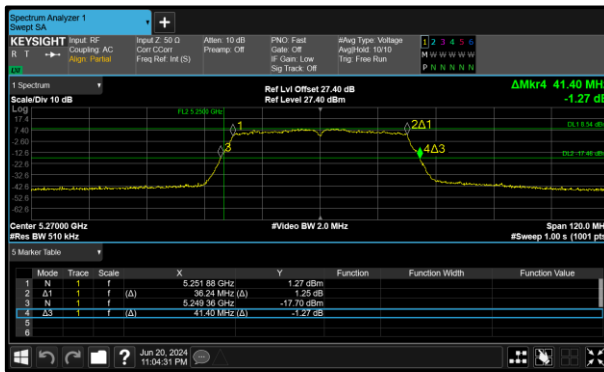 Spectrum Analyzer 1
Swept SA
KEYSIGHT
R T
Input: RF
Coupling: AC
Align: Partial
Input Z: 50 Ω
Corr CCorr
Freq Ref: Int (S)
Atten: 10 dB
Preamp: Off
PNO: Fast
Gate: Off
IF Gain: Low
Sig Track: Off
#Avg Type: Voltage
Avg|Hold: 10/10
Trig: Free Run
1 2 3 4 5 6
M W W W W W
P N N N N N
1 Spectrum
Scale/Div 10 dB
Ref Lvl Offset 27.40 dB
Ref Level 27.40 dBm
ΔMkr4 41.40 MHz
-1.27 dB
Log
FL2 5.2500 GHz
17.4
7.40
-2.60
-12.6
-22.6
-32.6
-42.6
-52.6
-62.6
1
2Δ1
3
4Δ3
DL1 8.54 dBm
DL2 -17.46 dBm
Center 5.27000 GHz
#Res BW 510 kHz
#Video BW 2.0 MHz
Span 120.0 M
#Sweep 1.00 s (1001 pts
5 Marker Table
Mode Trace Scale X Y Function Function Width Function Value
1 N 1 f 5.251 88 GHz 1.27 dBm
2 Δ1 1 f (Δ) 36.24 MHz (Δ) 1.25 dB
3 N 1 f 5.249 36 GHz -17.70 dBm
4 Δ3 1 f (Δ) 41.40 MHz (Δ) -1.27 dB
5
6
?
Jun 20, 2024
11:04:31 PM